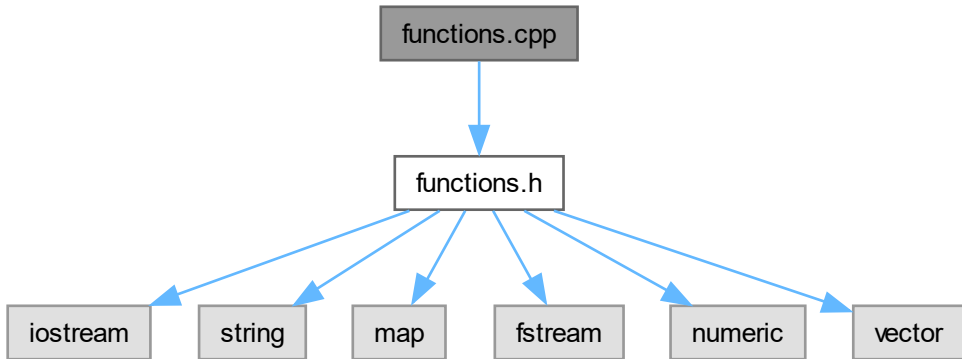 functions.cpp
functions.h
iostream
string
map
fstream
numeric
vector